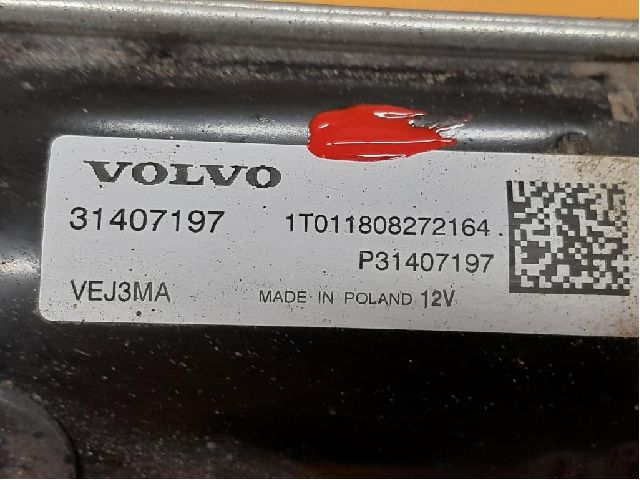 VOLVO
31407197
1T011808272164.
P31407197
VEJ3MA
MADE IN POLAND 12V